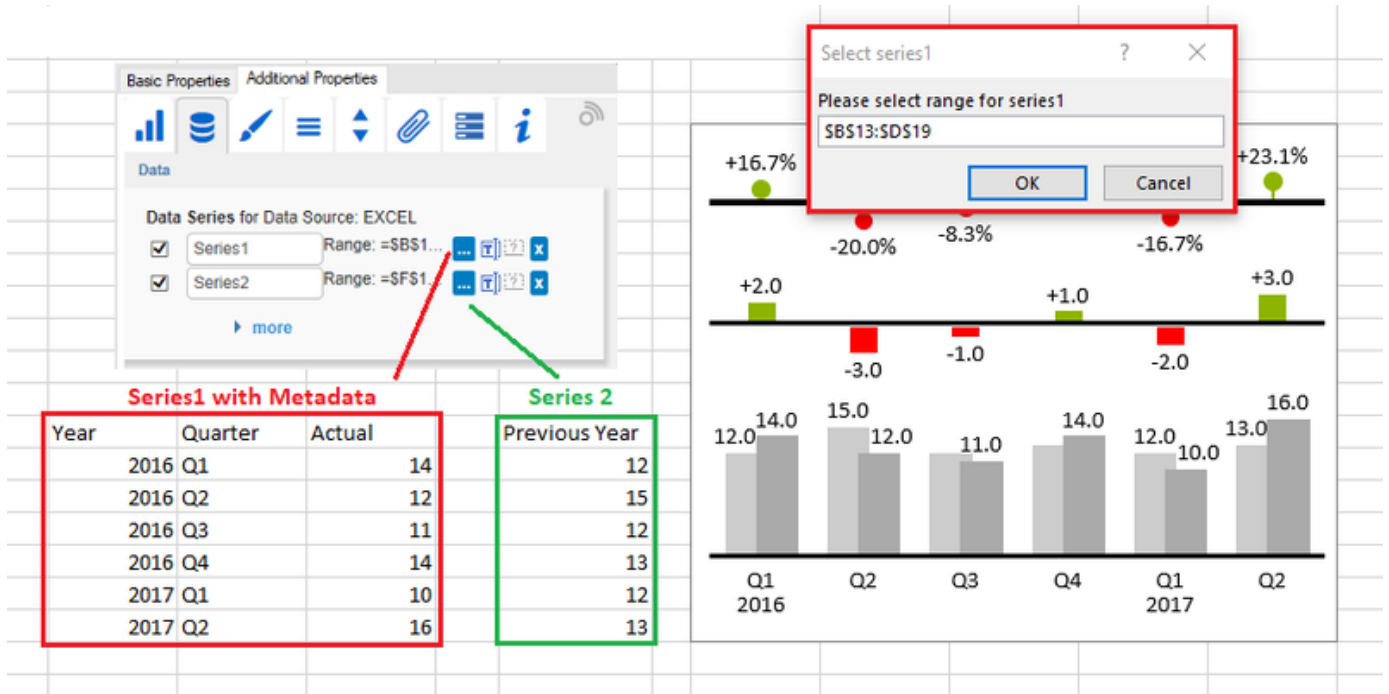 Basic Properties Additional Properties
Data
Data Series for Data Source: EXCEL
Series1 Range: =$B$1... ...
Series2 Range: =$F$1... ...
more
Series1 with Metadata
Series 2
Year Quarter Actual Previous Year
2016 Q1 14 12
2016 Q2 12 15
2016 Q3 11 12
2016 Q4 14 13
2017 Q1 10 12
2017 Q2 16 13
Select series1 ?
Please select range for series1
$B$13:$D$19
OK Cancel
+16.7% +23.1%
-20.0% -8.3% -16.7%
+2.0 +1.0 +3.0
-3.0 -1.0 -2.0
12.0 14.0 15.0 12.0 11.0 14.0 12.0 10.0 13.0 16.0
Q1 Q2 Q3 Q4 Q1 Q2
2016 2017